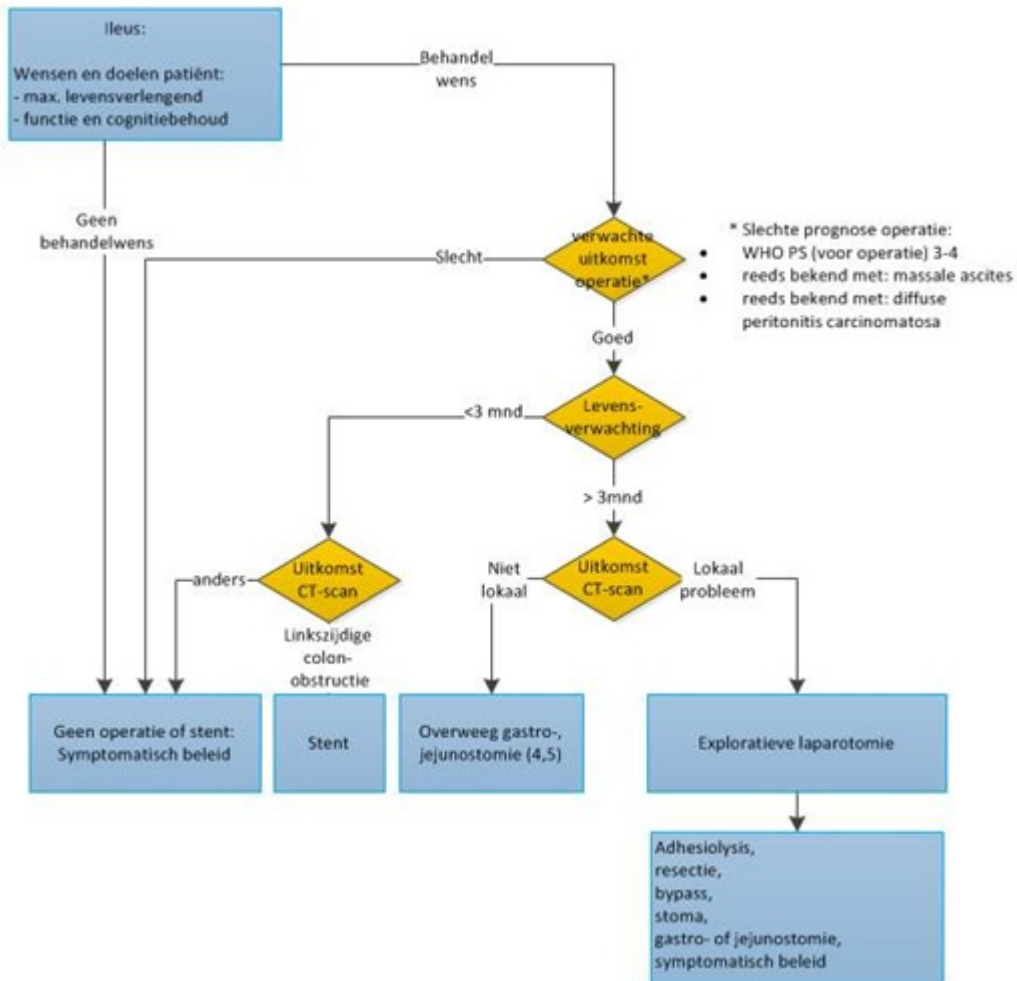 Ileus:
Wensen en doelen patiënt:
- max. levensverlengend
- functie en cognitiebehoud
Behandel
wens
Geen
behandelwens
verwachte
uitkomst
operatie*
Slecht
* Slechte prognose operatie:
• WHO PS (voor operatie) 3-4
• reeds bekend met: massale ascites
• reeds bekend met: diffuse
peritonitis carcinomatosa
Goed
Levens-
verwachting
<3 mnd
> 3mnd
Uitkomst
CT-scan
anders
Linkszijdige
colon-
obstructie
Uitkomst
CT-scan
Niet
lokaal
Lokaal
probleem
Geen operatie of stent:
Symptomatisch beleid
Stent
Overweeg gastro-,
jejunostomie (4,5)
Exploratieve laparotomie
Adhesiolysis,
resectie,
bypass,
stoma,
gastro- of jejunostomie,
symptomatisch beleid